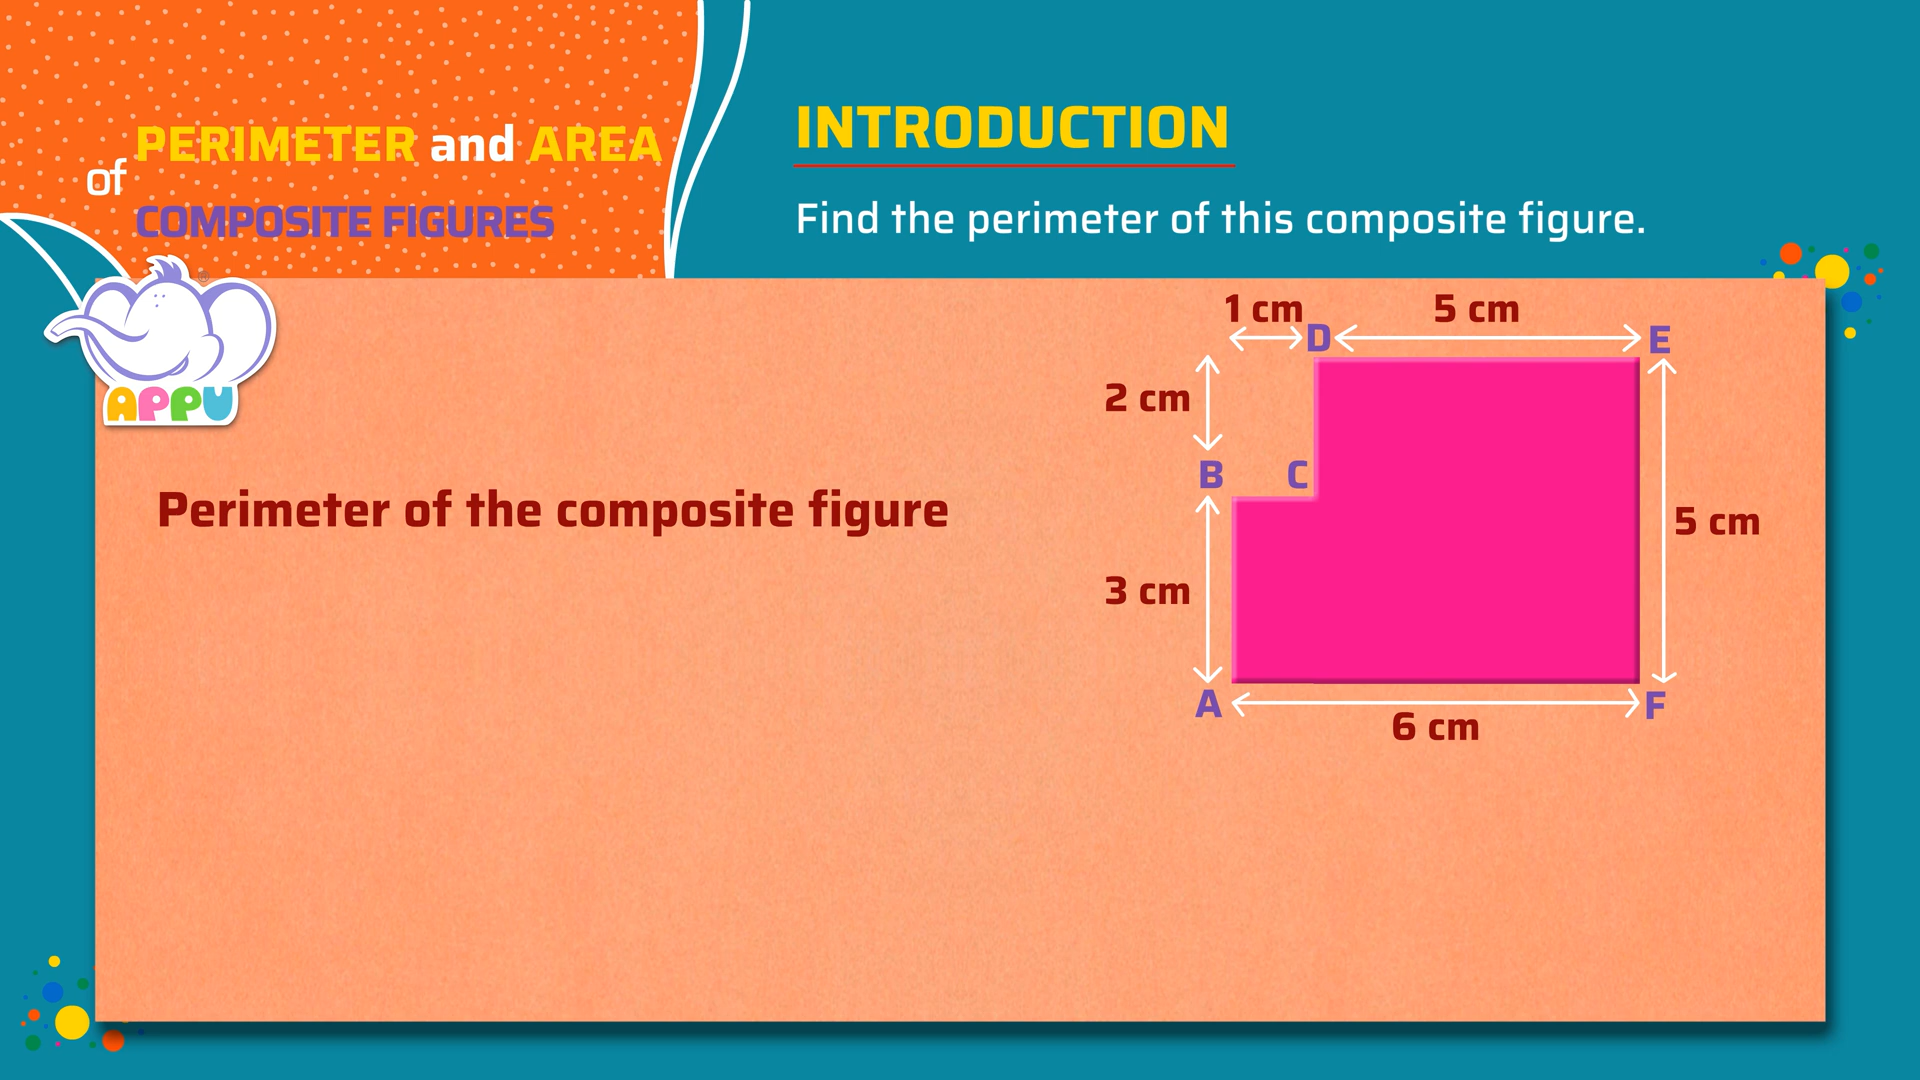 PERIMETER and AREA
of
COMPOSITE FIGURES
INTRODUCTION
Find the perimeter of this composite figure.
®
APPU
1 cm
5 cm
D
E
2 cm
B
C
Perimeter of the composite figure
5 cm
3 cm
A
F
6 cm